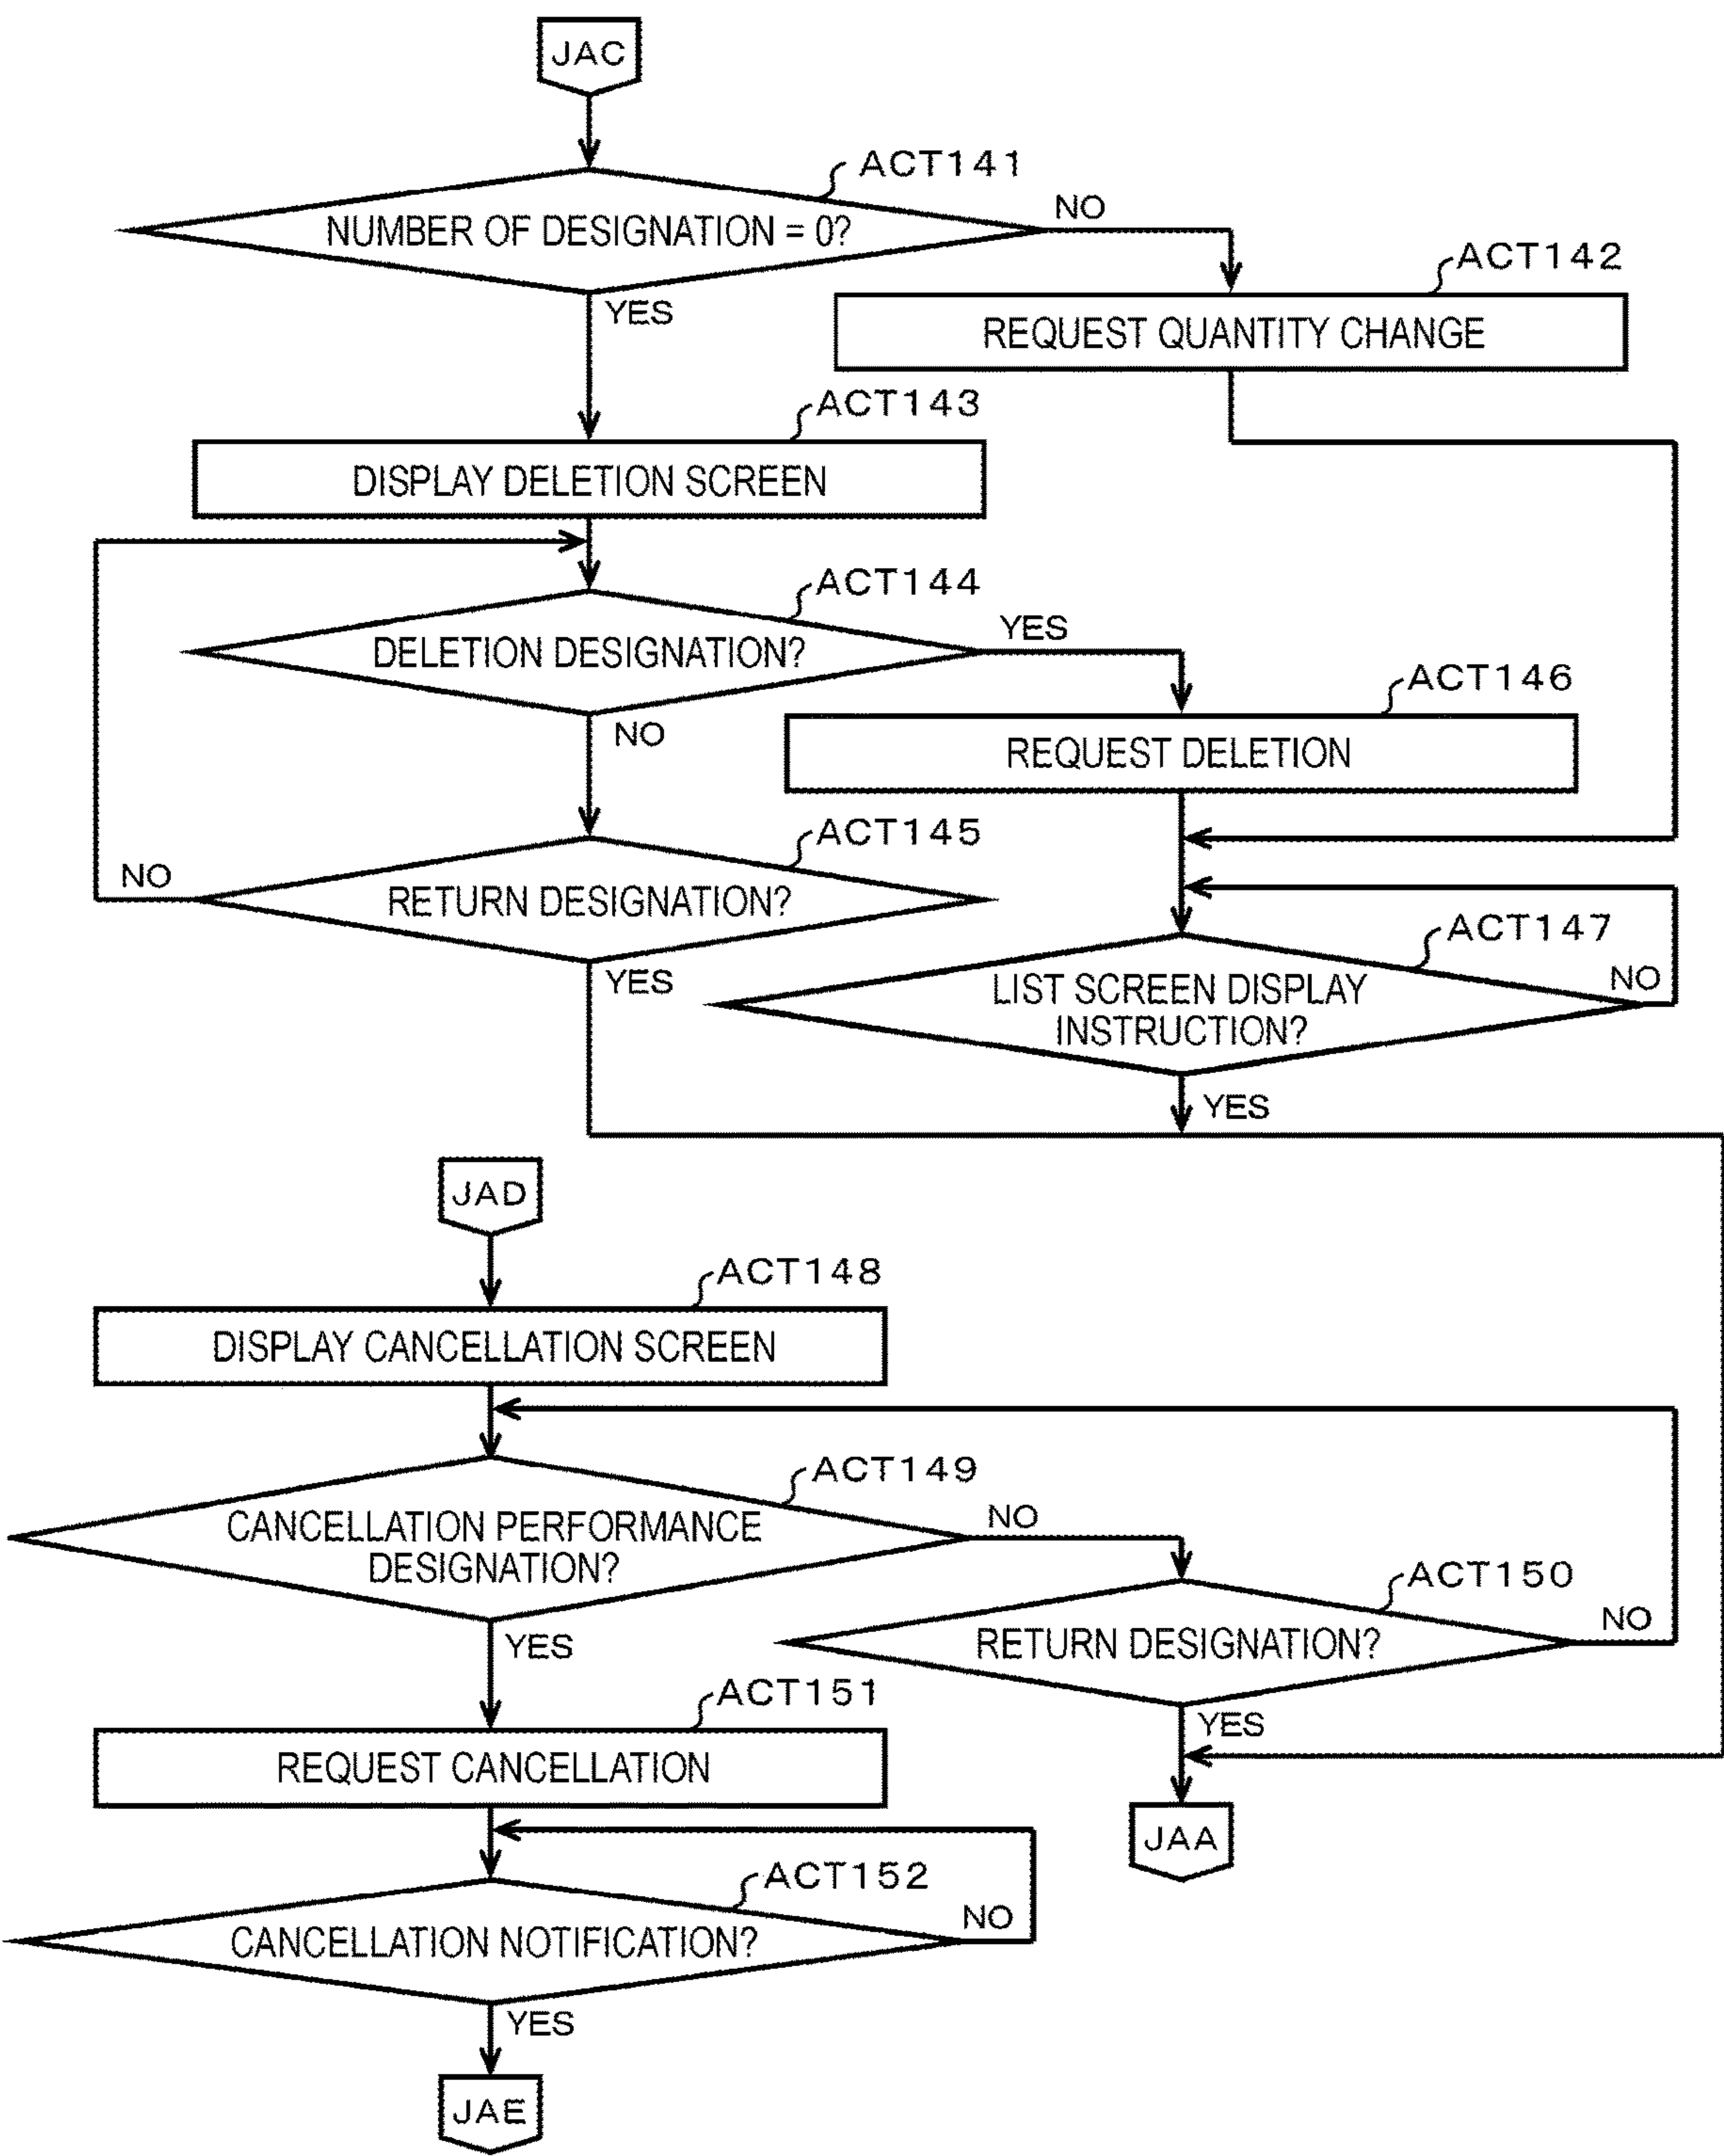 JAC
ACT141
NUMBER OF DESIGNATION = 0?
NO
YES
ACT142
REQUEST QUANTITY CHANGE
ACT143
DISPLAY DELETION SCREEN
ACT144
DELETION DESIGNATION?
YES
NO
ACT146
REQUEST DELETION
ACT145
RETURN DESIGNATION?
NO
YES
ACT147
LIST SCREEN DISPLAY
INSTRUCTION?
NO
YES
JAD
ACT148
DISPLAY CANCELLATION SCREEN
ACT149
CANCELLATION PERFORMANCE
DESIGNATION?
NO
YES
ACT150
RETURN DESIGNATION?
NO
YES
ACT151
REQUEST CANCELLATION
JAA
ACT152
CANCELLATION NOTIFICATION?
NO
YES
JAE